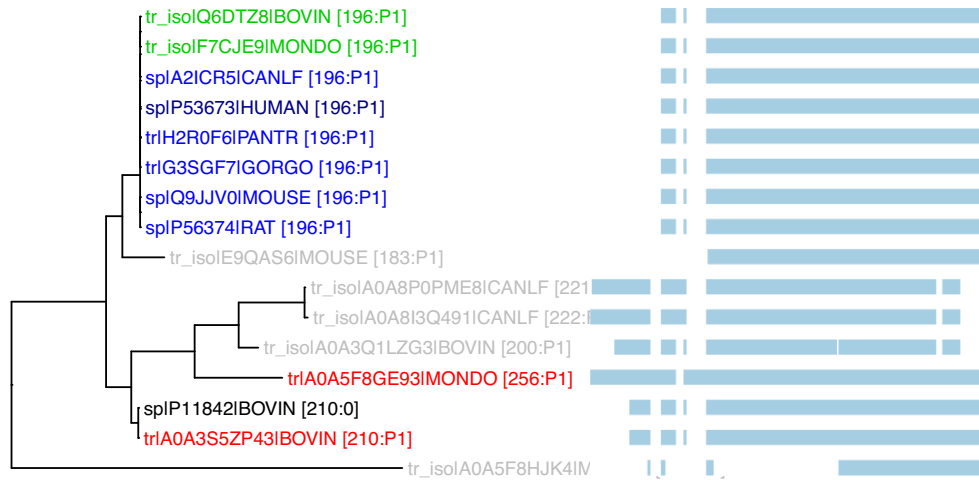 tr_iso|Q6DTZ8|BOVIN [196:P1]
tr_iso|F7CJE9|MONDO [196:P1]
sp|A2ICR5|CANLF [196:P1]
sp|P53673|HUMAN [196:P1]
tr|H2R0F6|PANTR [196:P1]
tr|G3SGF7|GORGO [196:P1]
sp|Q9JJV0|MOUSE [196:P1]
sp|P56374|RAT [196:P1]
tr_iso|E9QAS6|MOUSE [183:P1]
tr_iso|A0A8P0PME8|CANLF [221
tr_iso|A0A8I3Q491|CANLF [222:
tr_iso|A0A3Q1LZG3|BOVIN [200:P1]
tr|A0A5F8GE93|MONDO [256:P1]
sp|P11842|BOVIN [210:0]
tr|A0A3S5ZP43|BOVIN [210:P1]
tr_iso|A0A5F8HJK4|M